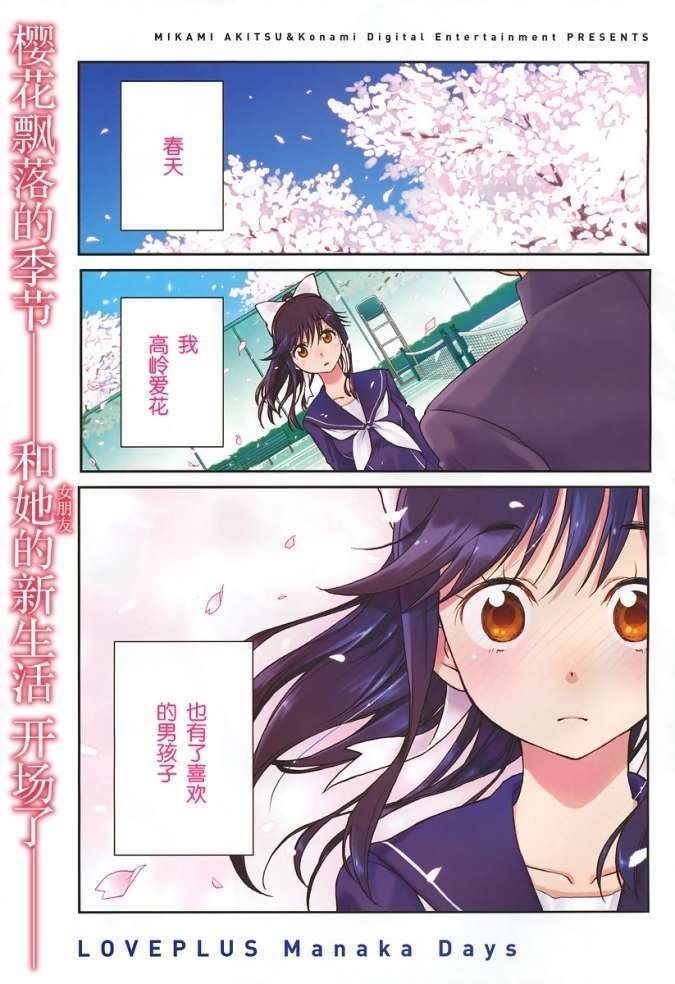 MIKAMI AKITSU&Konami Digital Entertainment PRESENTS
樱花飘落的季节——和她的新生活 开场了——
女朋友
春天
我
高岭爱花
也有了喜欢
的男孩子
LOVEPLUS Manaka Days